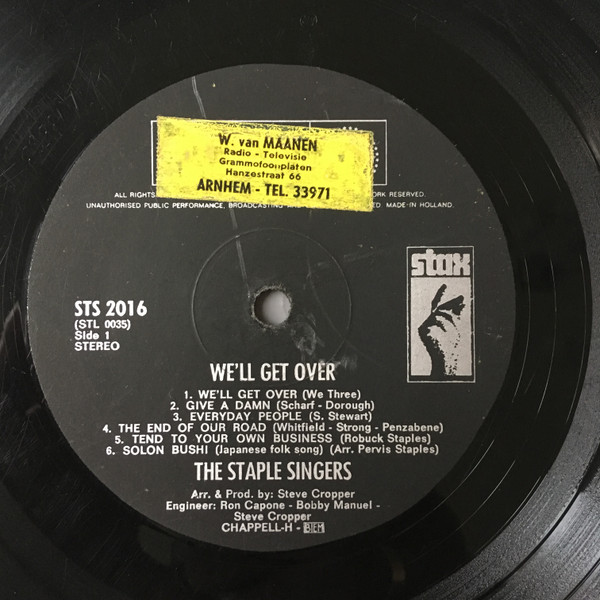 W. van MAANEN
Radio - Televisie
Grammofoonplaten
Hanzestraat 66
ARNHEM - TEL. 33971
ALL RIGHTS ORK RESERVED.
UNAUTHORISED PUBLIC PERFORMANCE, BROADCASTING AND MADE·IN·HOLLAND.
stax
STS 2016
(STL 0035)
Side 1
STEREO
WE'LL GET OVER
1. WE'LL GET OVER (We Three)
2. GIVE A DAMN (Scharf - Dorough)
3. EVERYDAY PEOPLE (S. Stewart)
4. THE END OF OUR ROAD (Whitfield - Strong - Penzabene)
5. TEND TO YOUR OWN BUSINESS (Robuck Staples)
6. SOLON BUSHI (Japanese folk song) (Arr. Pervis Staples)
THE STAPLE SINGERS
Arr. & Prod. by: Steve Cropper
Engineer: Ron Capone - Bobby Manuel -
Steve Cropper
CHAPPELL-H - BIEM